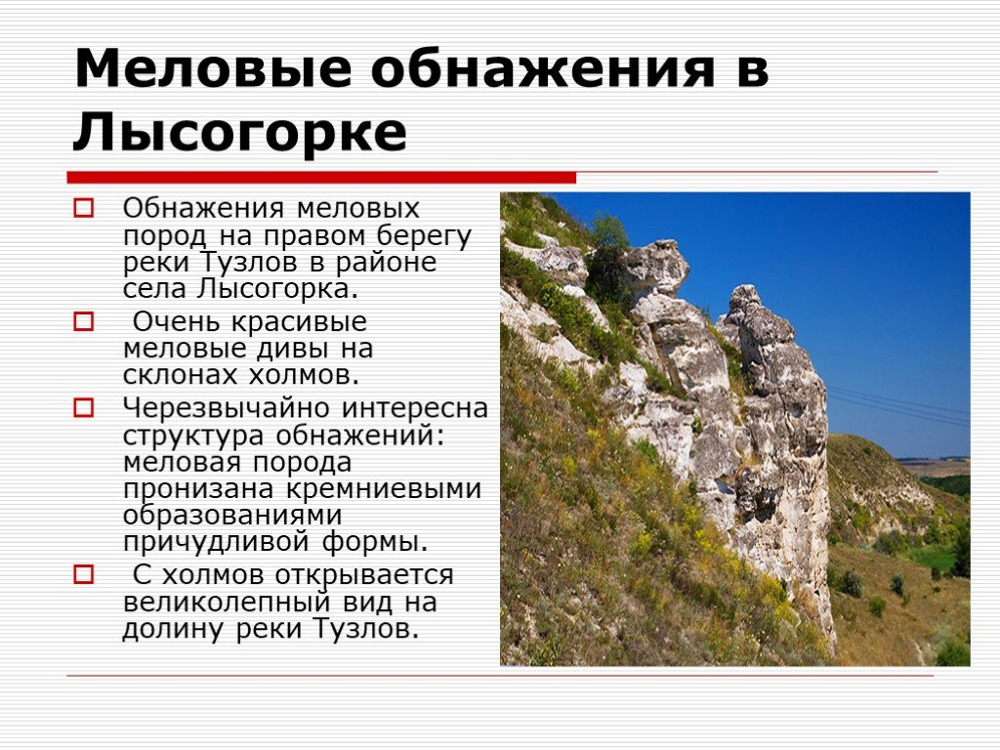 Меловые обнажения в
Лысогорке
Обнажения меловых
пород на правом берегу
реки Тузлов в районе
села Лысогорка.
Очень красивые
меловые дивы на
склонах холмов.
Черезвычайно интересна
структура обнажений:
меловая порода
пронизана кремниевыми
образованиями
причудливой формы.
С холмов открывается
великолепный вид на
долину реки Тузлов.